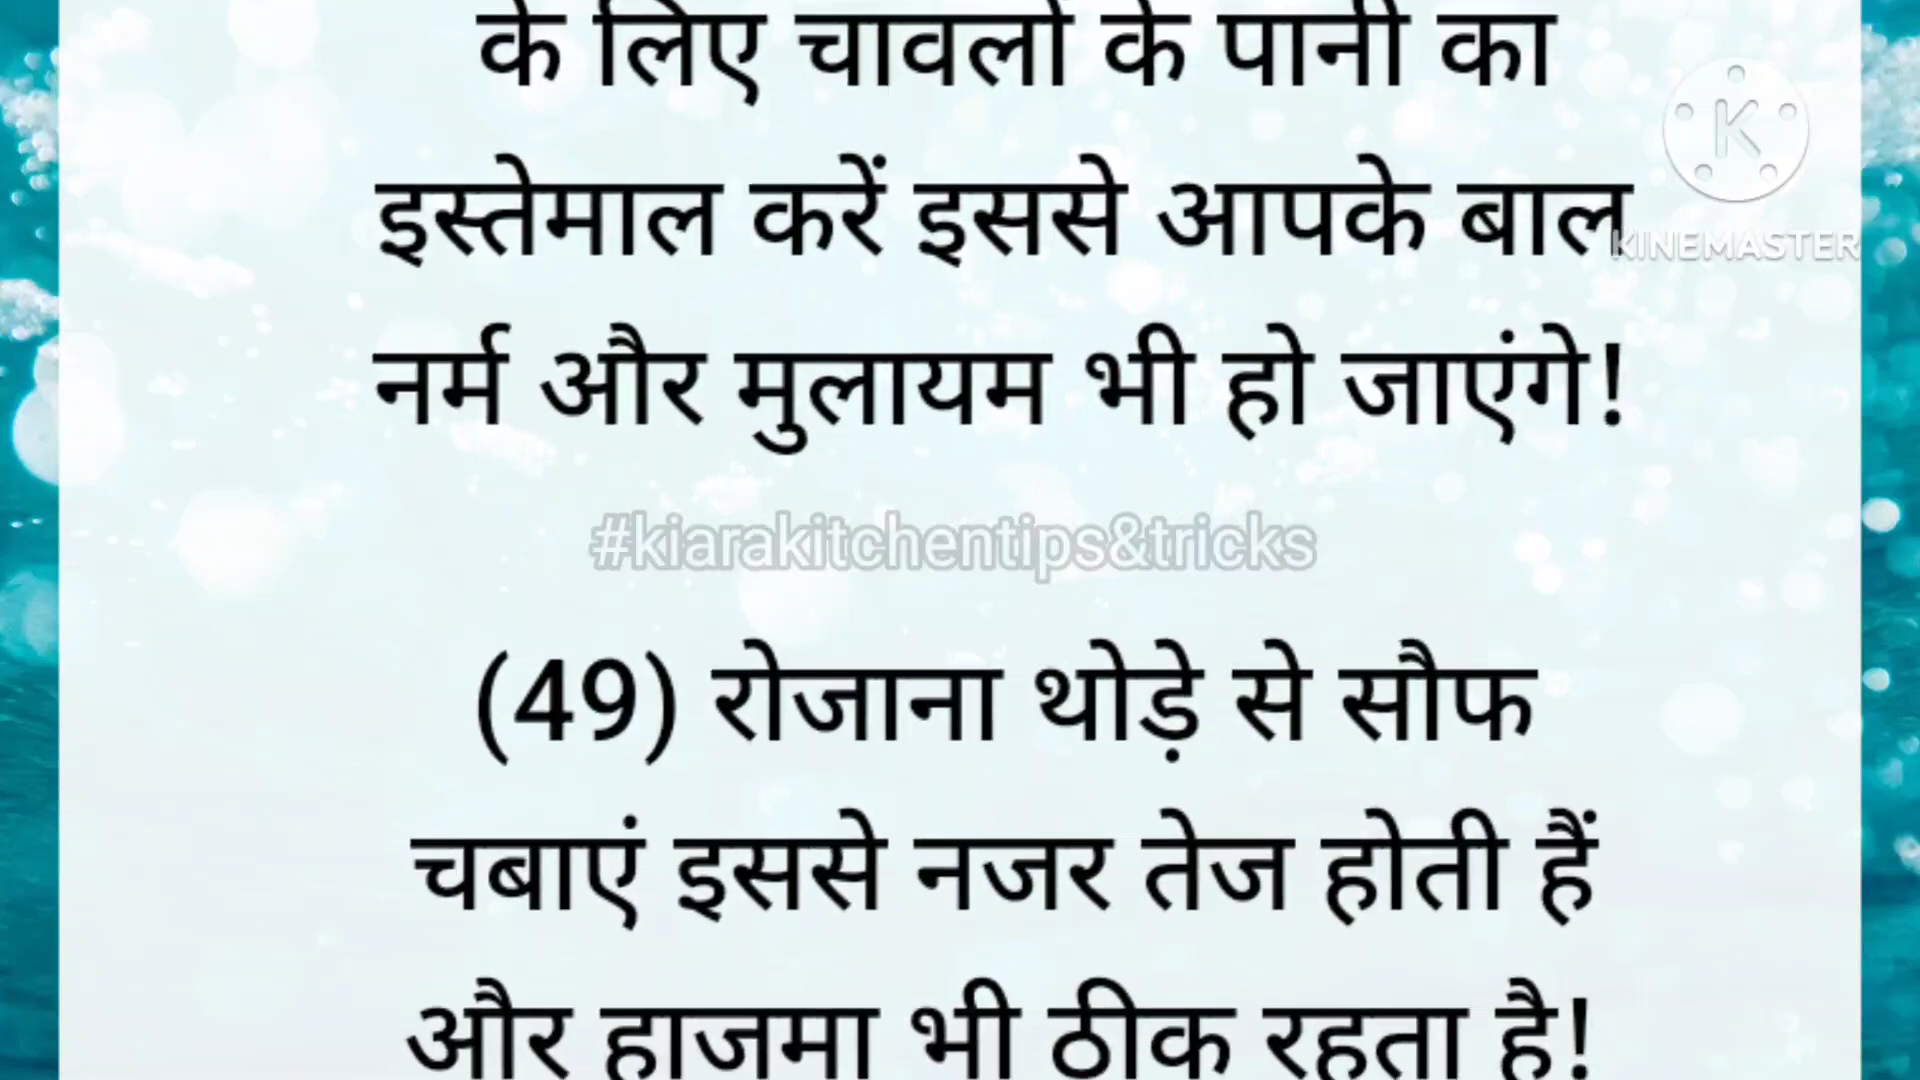 के लिए चावलों के पानी का
K
इस्तेमाल करें इससे आपके बाल
KINEMASTER
नर्म और मुलायम भी हो जाएंगे!
#kiarakitchentips&tricks
(49) रोजाना थोड़े से सौफ
चबाएं इससे नजर तेज होती हैं
और हाजमा भी ठीक रहता है!